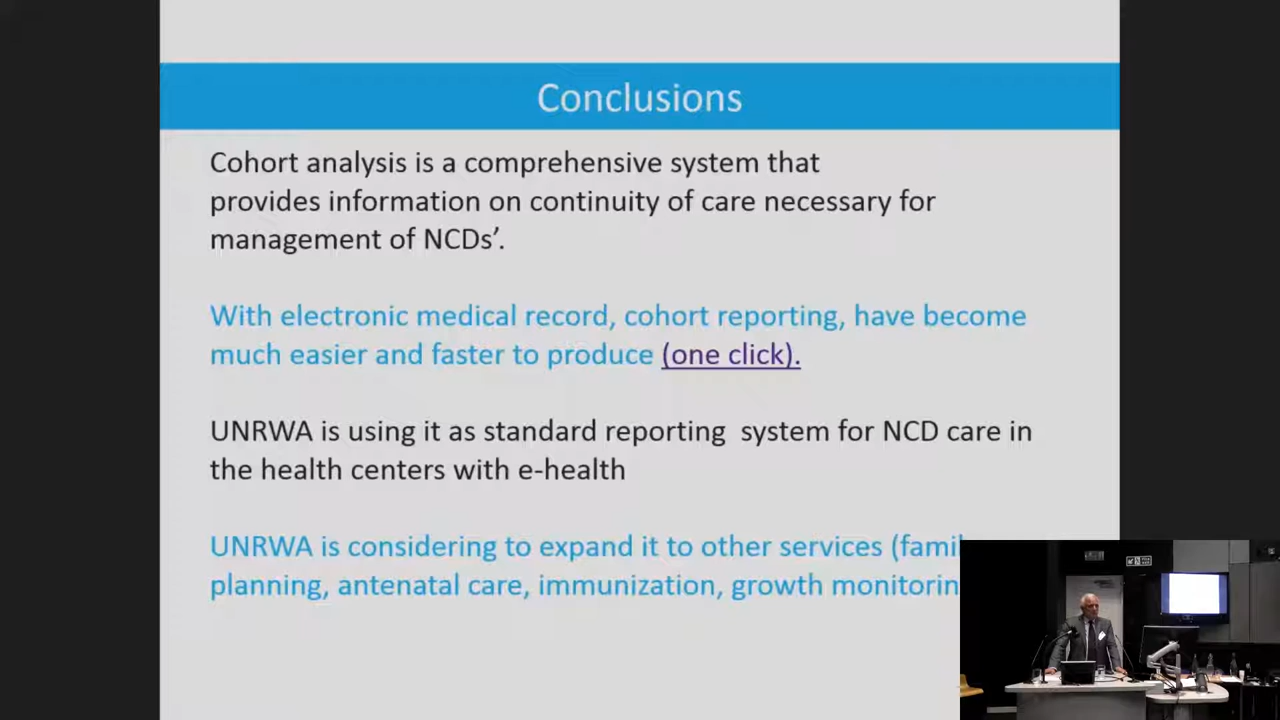 Conclusions
Cohort analysis is a comprehensive system that
provides information on continuity of care necessary for
management of NCDs’.
With electronic medical record, cohort reporting, have become
much easier and faster to produce (one click).
UNRWA is using it as standard reporting  system for NCD care in
the health centers with e-health
UNRWA is considering to expand it to other services
planning, antenatal care, immunization, growth